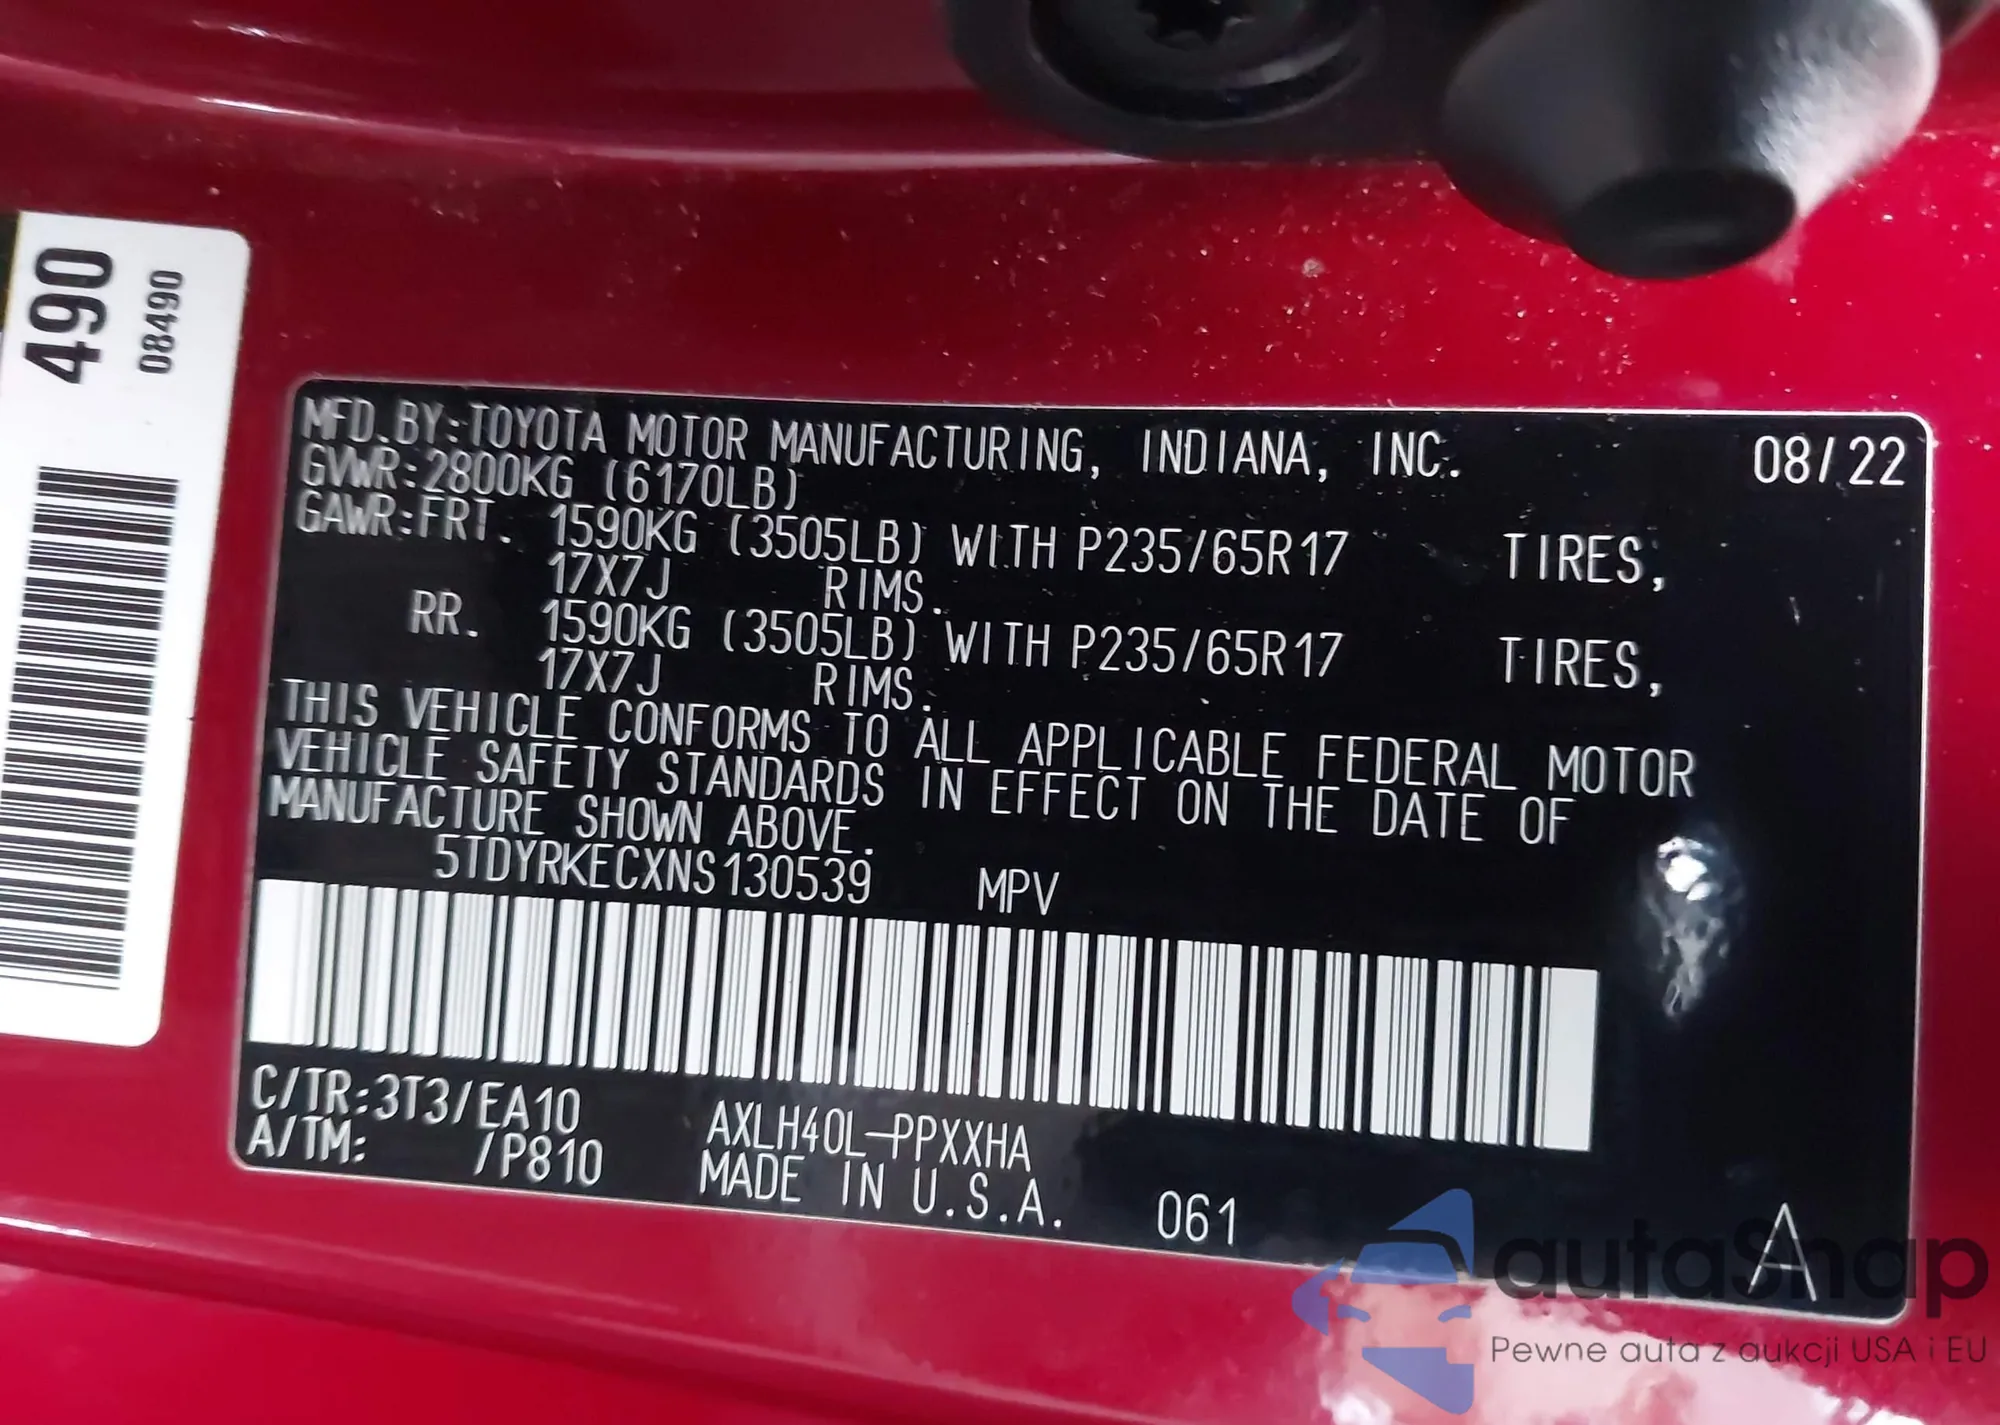 490
08490
MFD.BY:TOYOTA MOTOR MANUFACTURING, INDIANA, INC. 08/22
GVWR:2800KG (6170LB)
GAWR:FRT. 1590KG (3505LB) WITH P235/65R17 TIRES,
17X7J RIMS.
RR. 1590KG (3505LB) WITH P235/65R17 TIRES,
17X7J RIMS.
THIS VEHICLE CONFORMS TO ALL APPLICABLE FEDERAL MOTOR
VEHICLE SAFETY STANDARDS IN EFFECT ON THE DATE OF
MANUFACTURE SHOWN ABOVE.
5TDYRKECXNS130539 MPV
C/TR:3T3/EA10 AXLH40L-PPXXHA
A/TM: /P810 MADE IN U.S.A. 061 A
autaSnap
Pewne auta z aukcji USA i EU